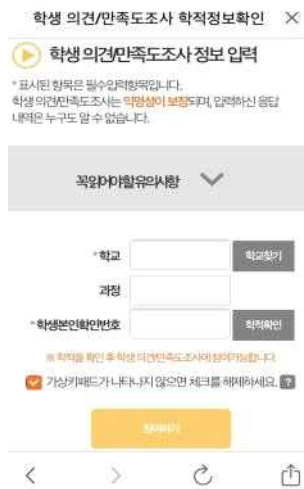 학생 의견/만족도조사 학적정보확인
학생 의견/만족도조사 정보 입력
* 표시된 항목은 필수입력항목입니다.
학생 의견/만족도조사는 익명성이 보장되며, 입력하신 응답
내역은 누구도 알 수 없습니다.
꼭읽어야할유의사항
*학교
학교찾기
과정
*학생본인확인번호
학적확인
※ 학적을 확인 후 학생 의견/만족도조사에 참여가능합니다.
가상키패드가 나타나지 않으면 체크를 해제하세요. ?
참여하기